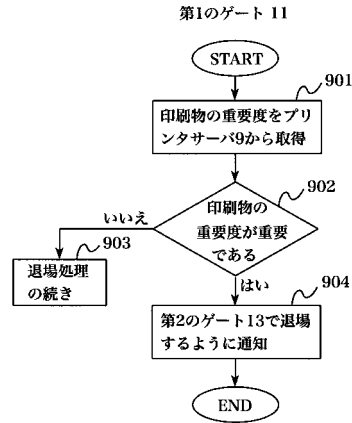 第1のゲート 11
START
901
印刷物の重要度をプリ
ンタサーバ9から取得
902
印刷物の
重要度が重要
である
いいえ
903
退場処理
の続き
はい
904
第2のゲート13で退場
するように通知
END